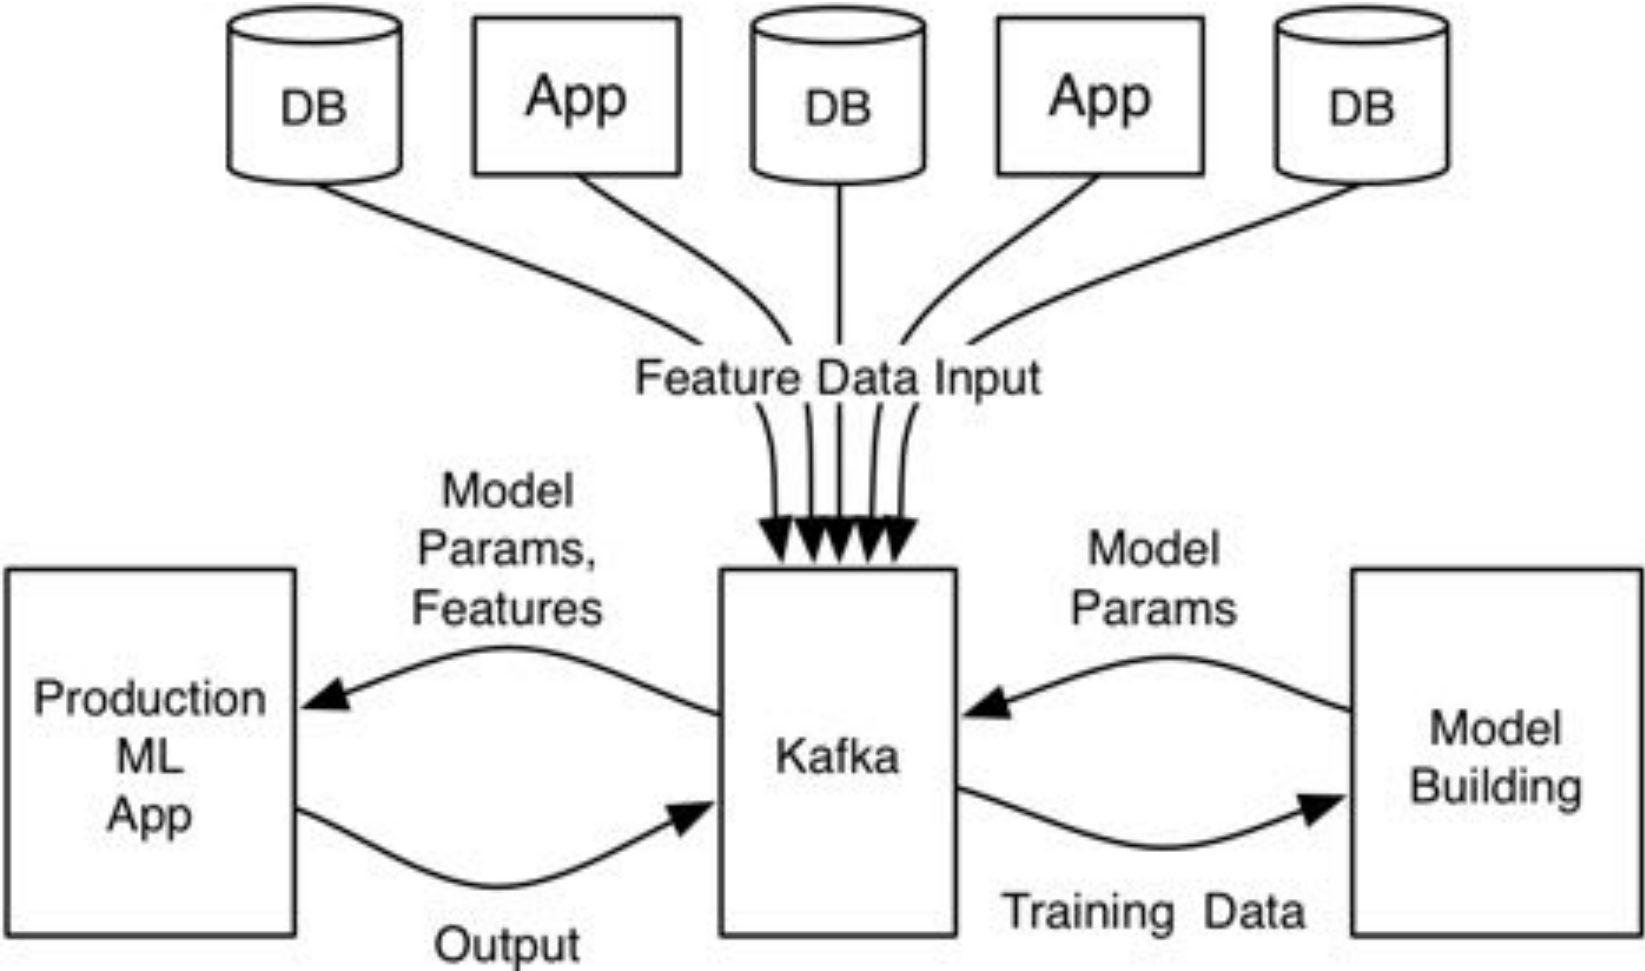 DB
App
DB
App
DB
Feature Data Input
Model
Params,
Features
Model
Params
Production
ML
App
Kafka
Model
Building
Output
Training Data